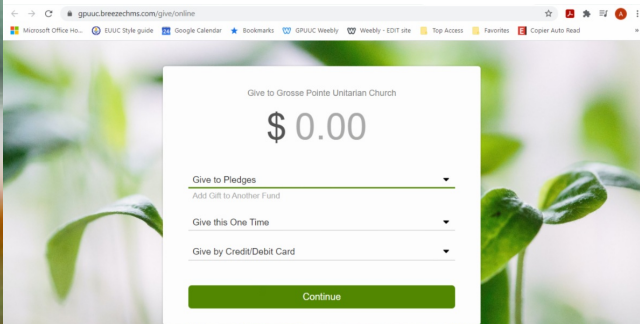 gpuuc.breezechms.com/give/online
A
Microsoft Office Ho... EUUC Style guide 26 Google Calendar Bookmarks W GPUUC Weebly W Weebly - EDIT site Top Access Favorites E Copier Auto Read »
Give to Grosse Pointe Unitarian Church
$ 0.00
Give to Pledges
Add Gift to Another Fund
Give this One Time
Give by Credit/Debit Card
Continue